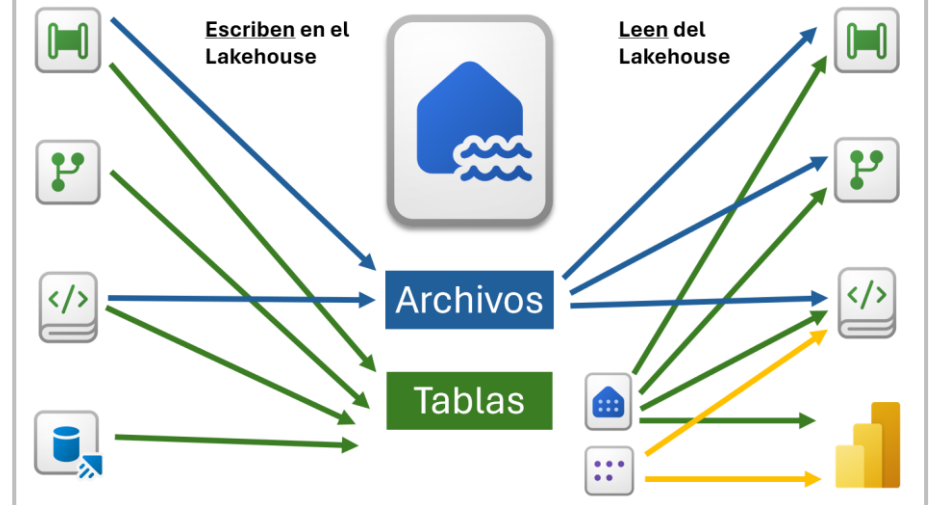 Escriben en el
Lakehouse
Leen del
Lakehouse
Archivos
</>
</>
Tablas